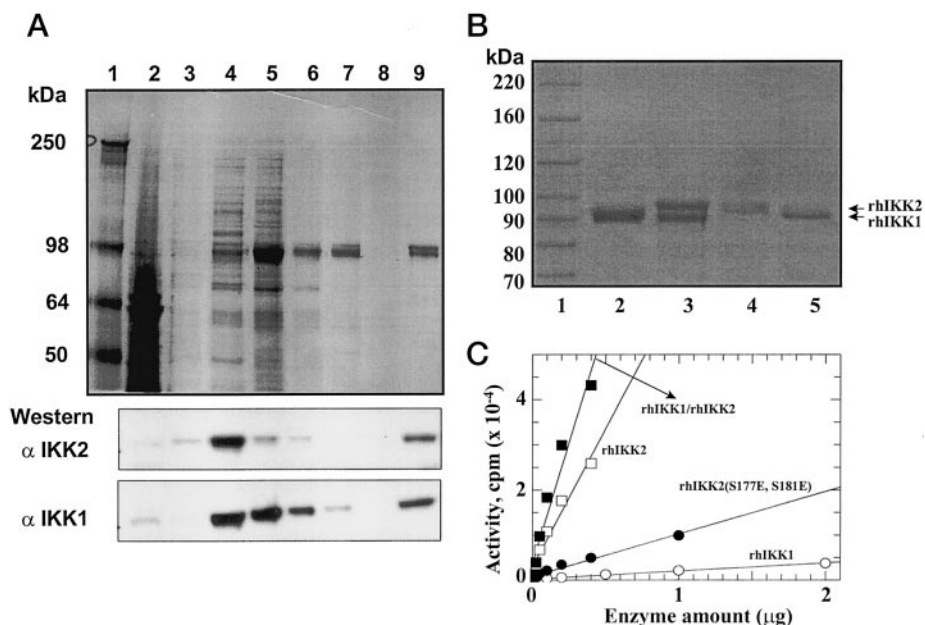 A
1 2 3 4 5 6 7 8 9
kDa
250
98
64
50
Western
α IKK2
α IKK1
B
kDa
220
160
120
100
90
80
70
rhIKK2
rhIKK1
1 2 3 4 5
C
Activity, cpm (x 10⁻⁴)
4
2
0
rhIKK1/rhIKK2
rhIKK2
rhIKK2(S177E, S181E)
rhIKK1
0 1 2
Enzyme amount (μg)